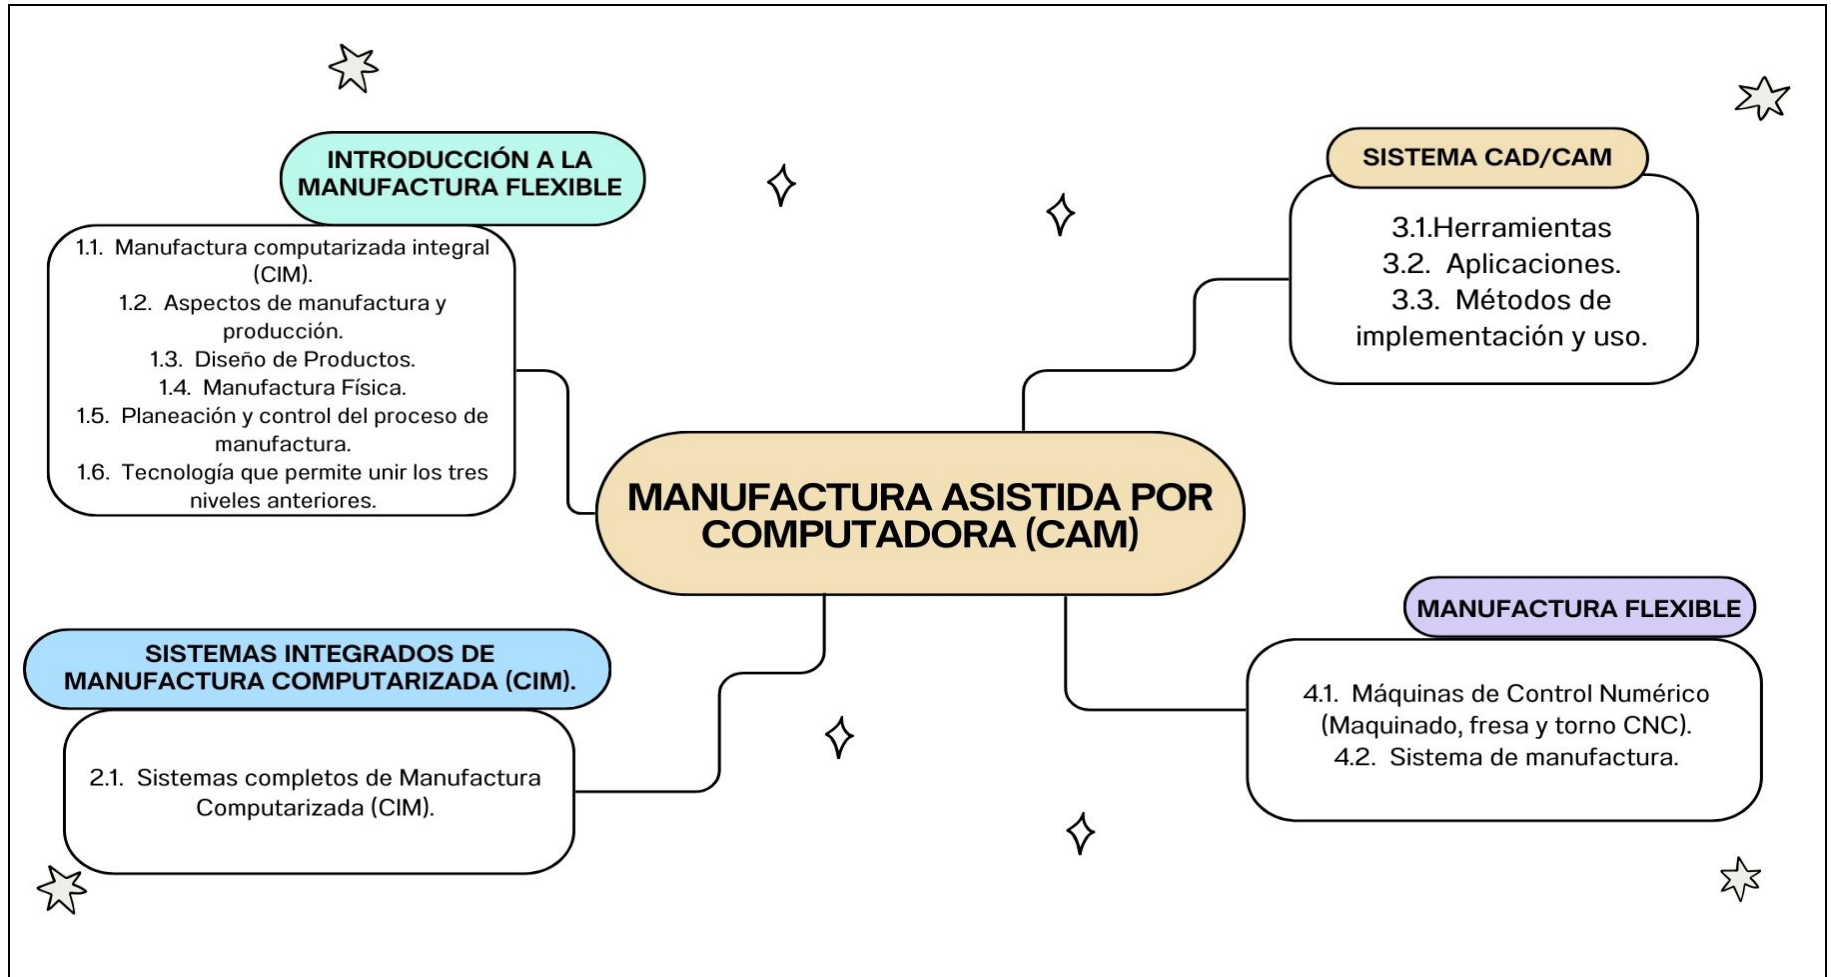 INTRODUCCIÓN A LA
MANUFACTURA FLEXIBLE
1.1. Manufactura computarizada integral
(CIM).
1.2. Aspectos de manufactura y
producción.
1.3. Diseño de Productos.
1.4. Manufactura Física.
1.5. Planeación y control del proceso de
manufactura.
1.6. Tecnología que permite unir los tres
niveles anteriores.
SISTEMA CAD/CAM
3.1.Herramientas
3.2. Aplicaciones.
3.3. Métodos de
implementación y uso.
MANUFACTURA ASISTIDA POR
COMPUTADORA (CAM)
SISTEMAS INTEGRADOS DE
MANUFACTURA COMPUTARIZADA (CIM).
2.1. Sistemas completos de Manufactura
Computarizada (CIM).
MANUFACTURA FLEXIBLE
4.1. Máquinas de Control Numérico
(Maquinado, fresa y torno CNC).
4.2. Sistema de manufactura.